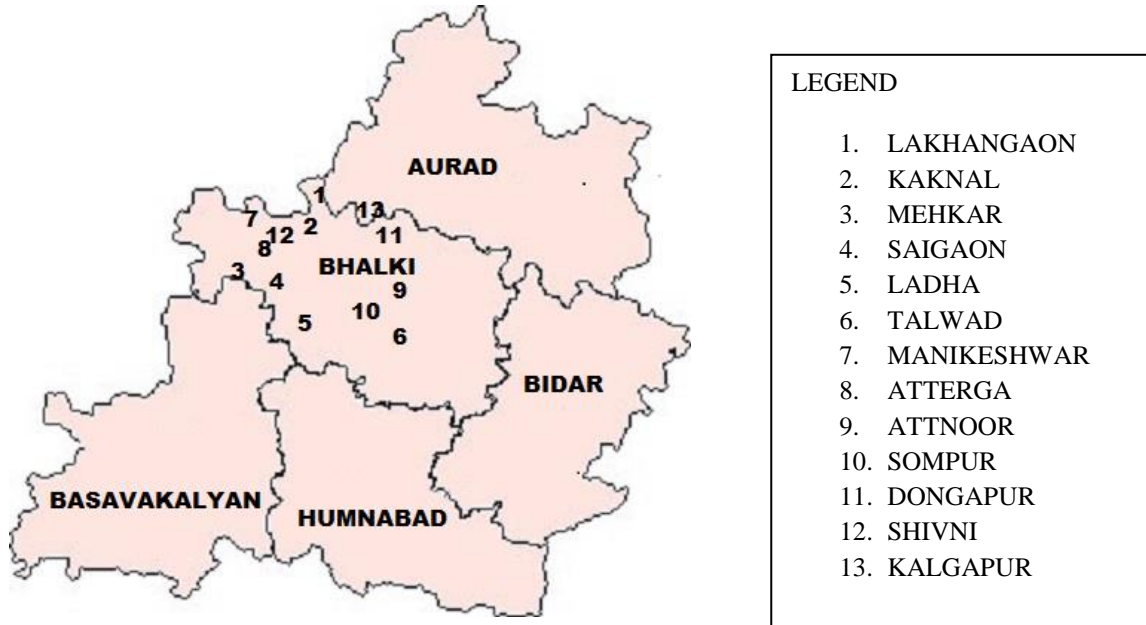 AURAD
1
7
13
2
12
11
8
BHALKI
3
4
9
10
5
6
BIDAR
BASAVAKALYAN
HUMNABAD
LEGEND
1. LAKHANGAON
2. KAKNAL
3. MEHKAR
4. SAIGAON
5. LADHA
6. TALWAD
7. MANIKESHWAR
8. ATTERGA
9. ATTNOOR
10. SOMPUR
11. DONGAPUR
12. SHIVNI
13. KALGAPUR